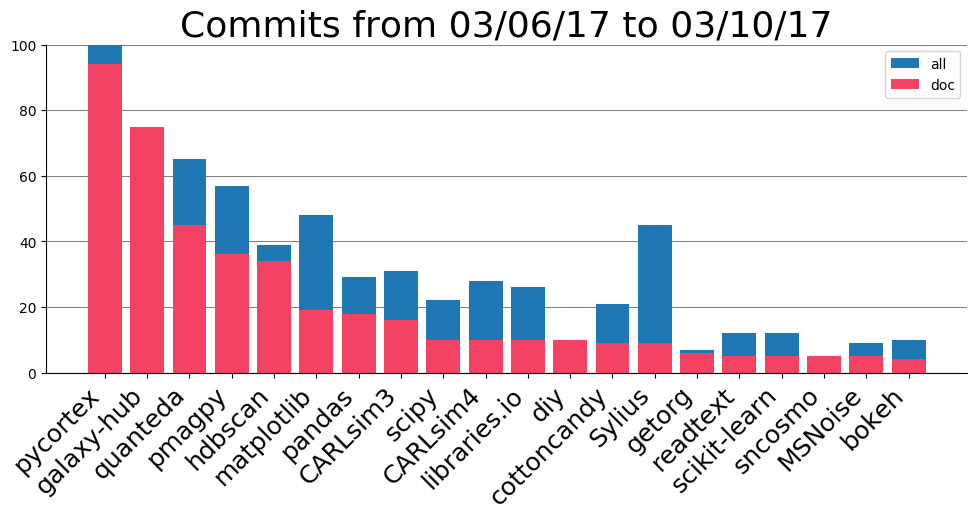 Commits from 03/06/17 to 03/10/17
100
80
60
40
20
0
all
doc
pycortex
galaxy-hub
quanteda
pmagpy
hdbscan
matplotlib
pandas
CARLsim3
scipy
CARLsim4
libraries.io
diy
cottoncandy
Sylius
getorg
readtext
scikit-learn
sncosmo
MSNoise
bokeh